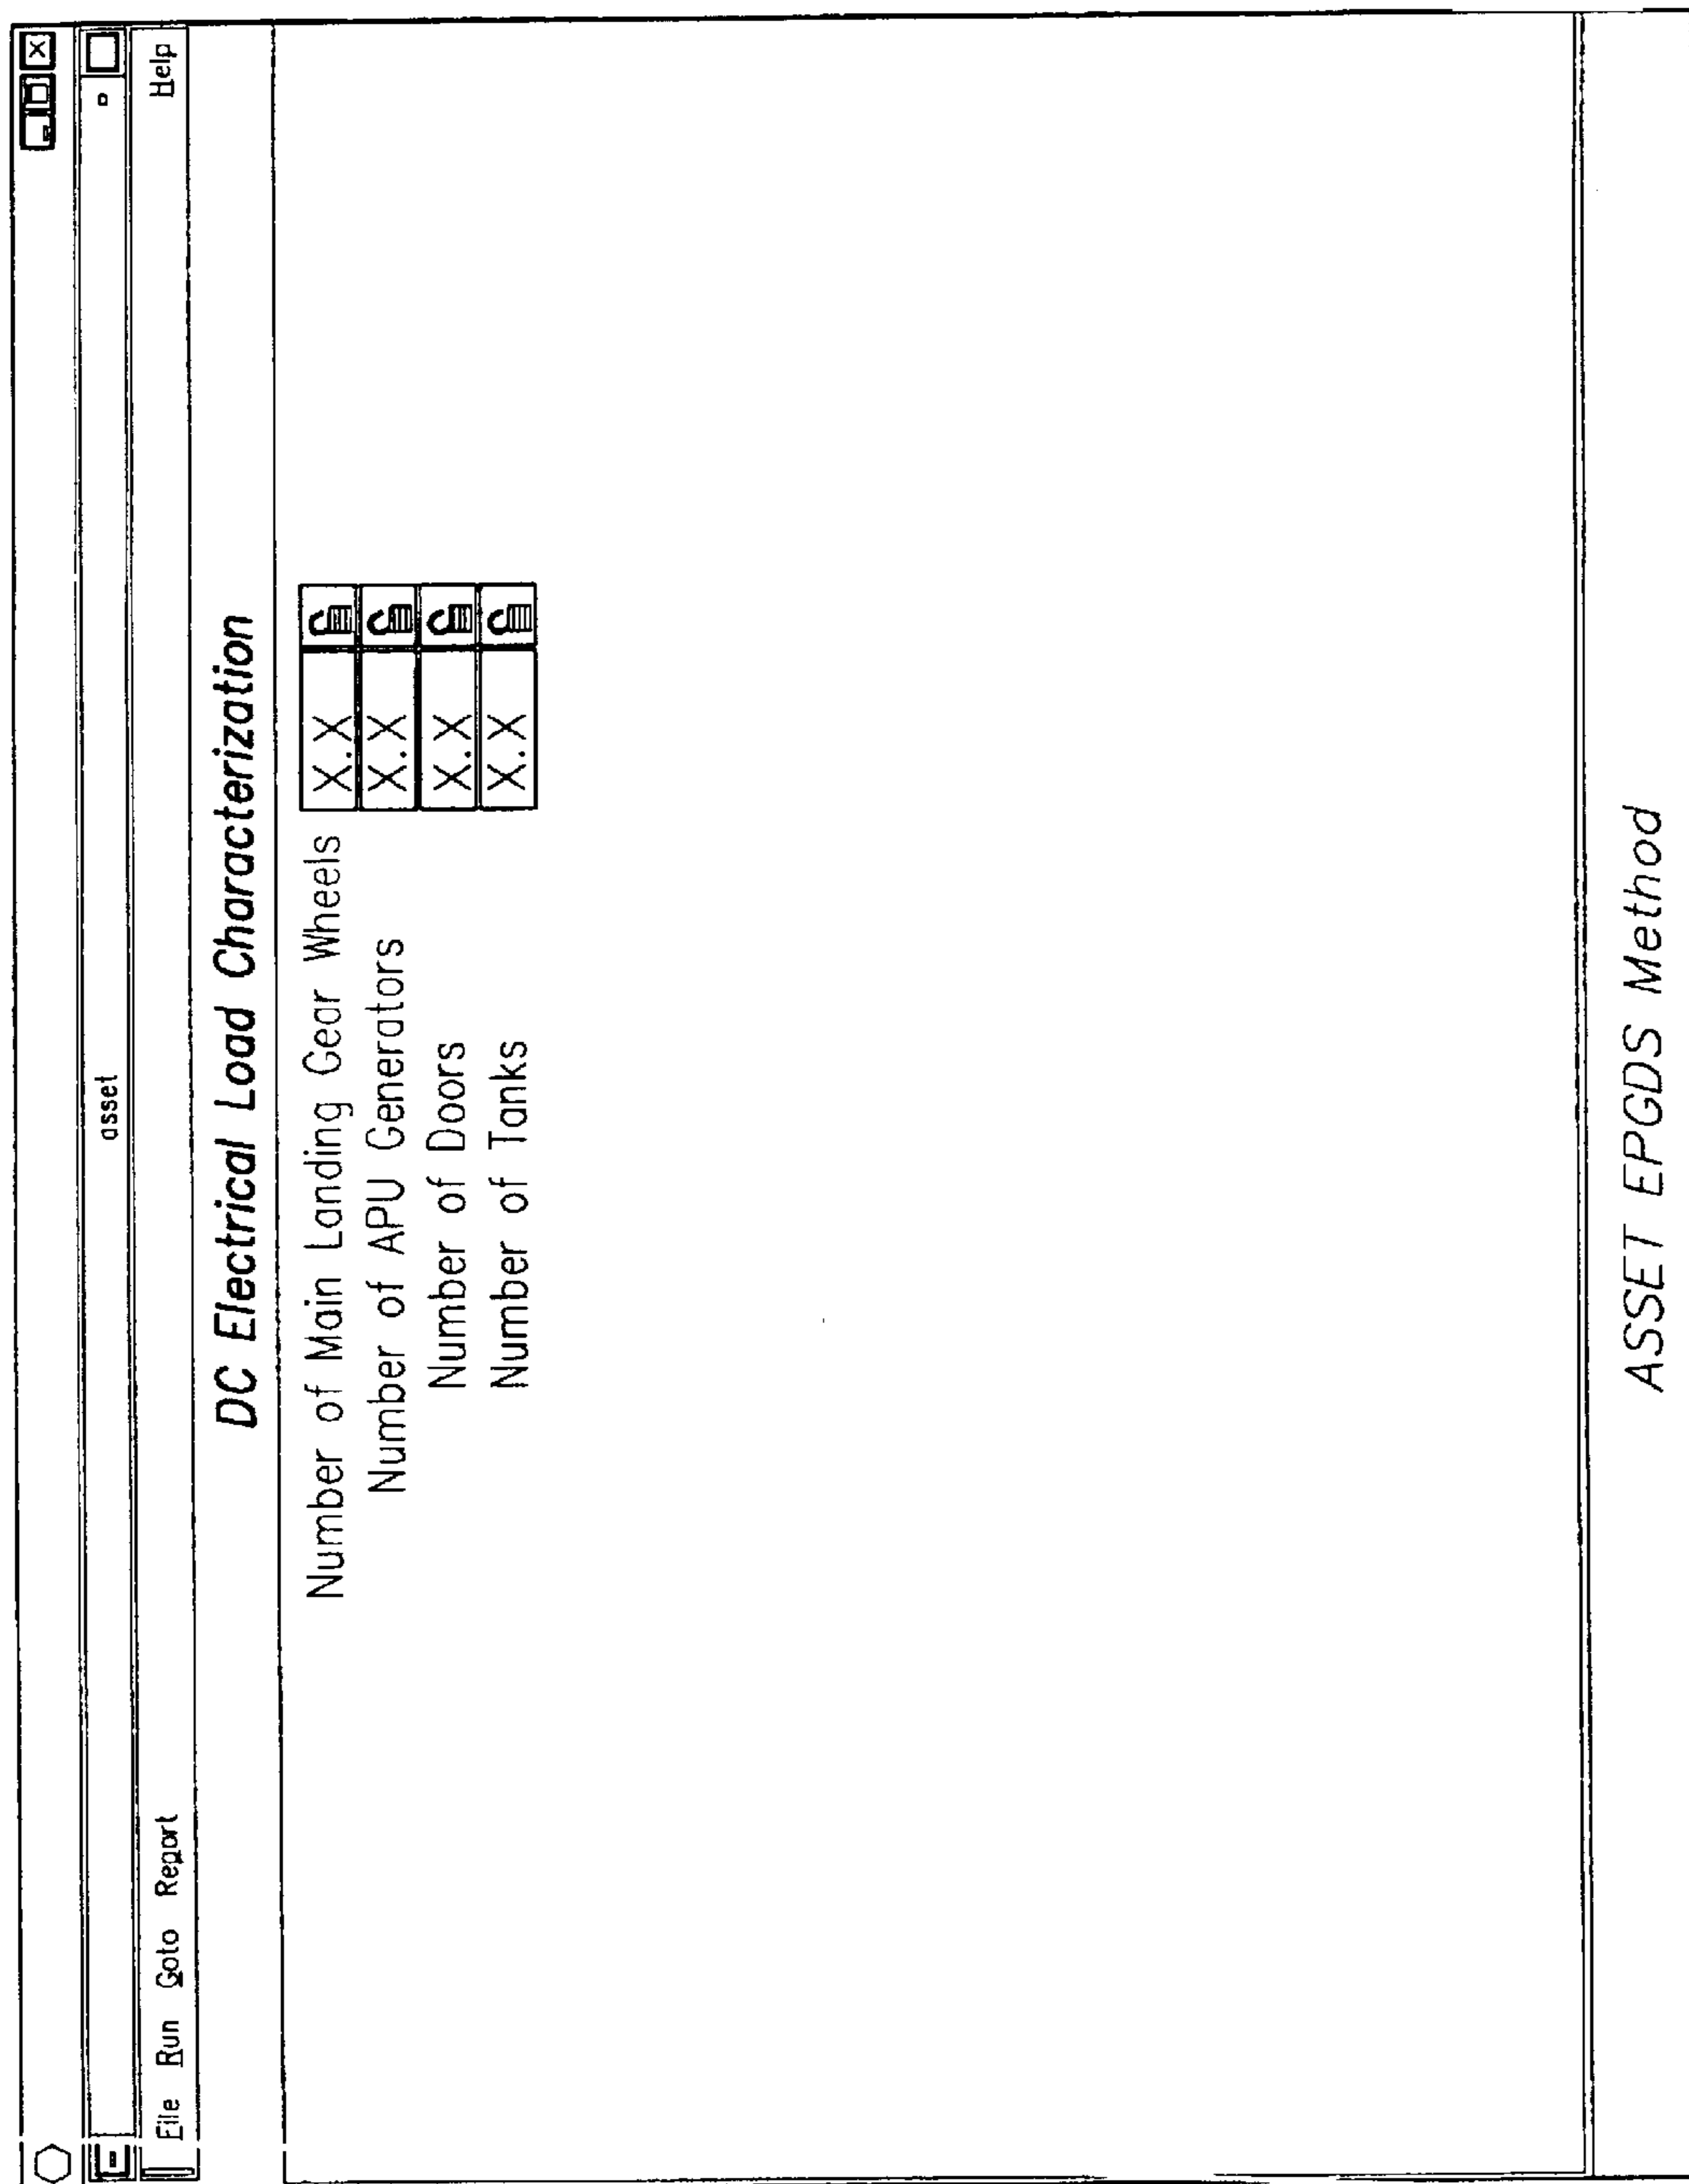 asset
File Run Goto Report Help
DC Electrical Load Characterization
Number of Main Landing Gear Wheels X.X
Number of APU Generators X.X
Number of Doors X.X
Number of Tanks X.X
ASSET EPGDS Method